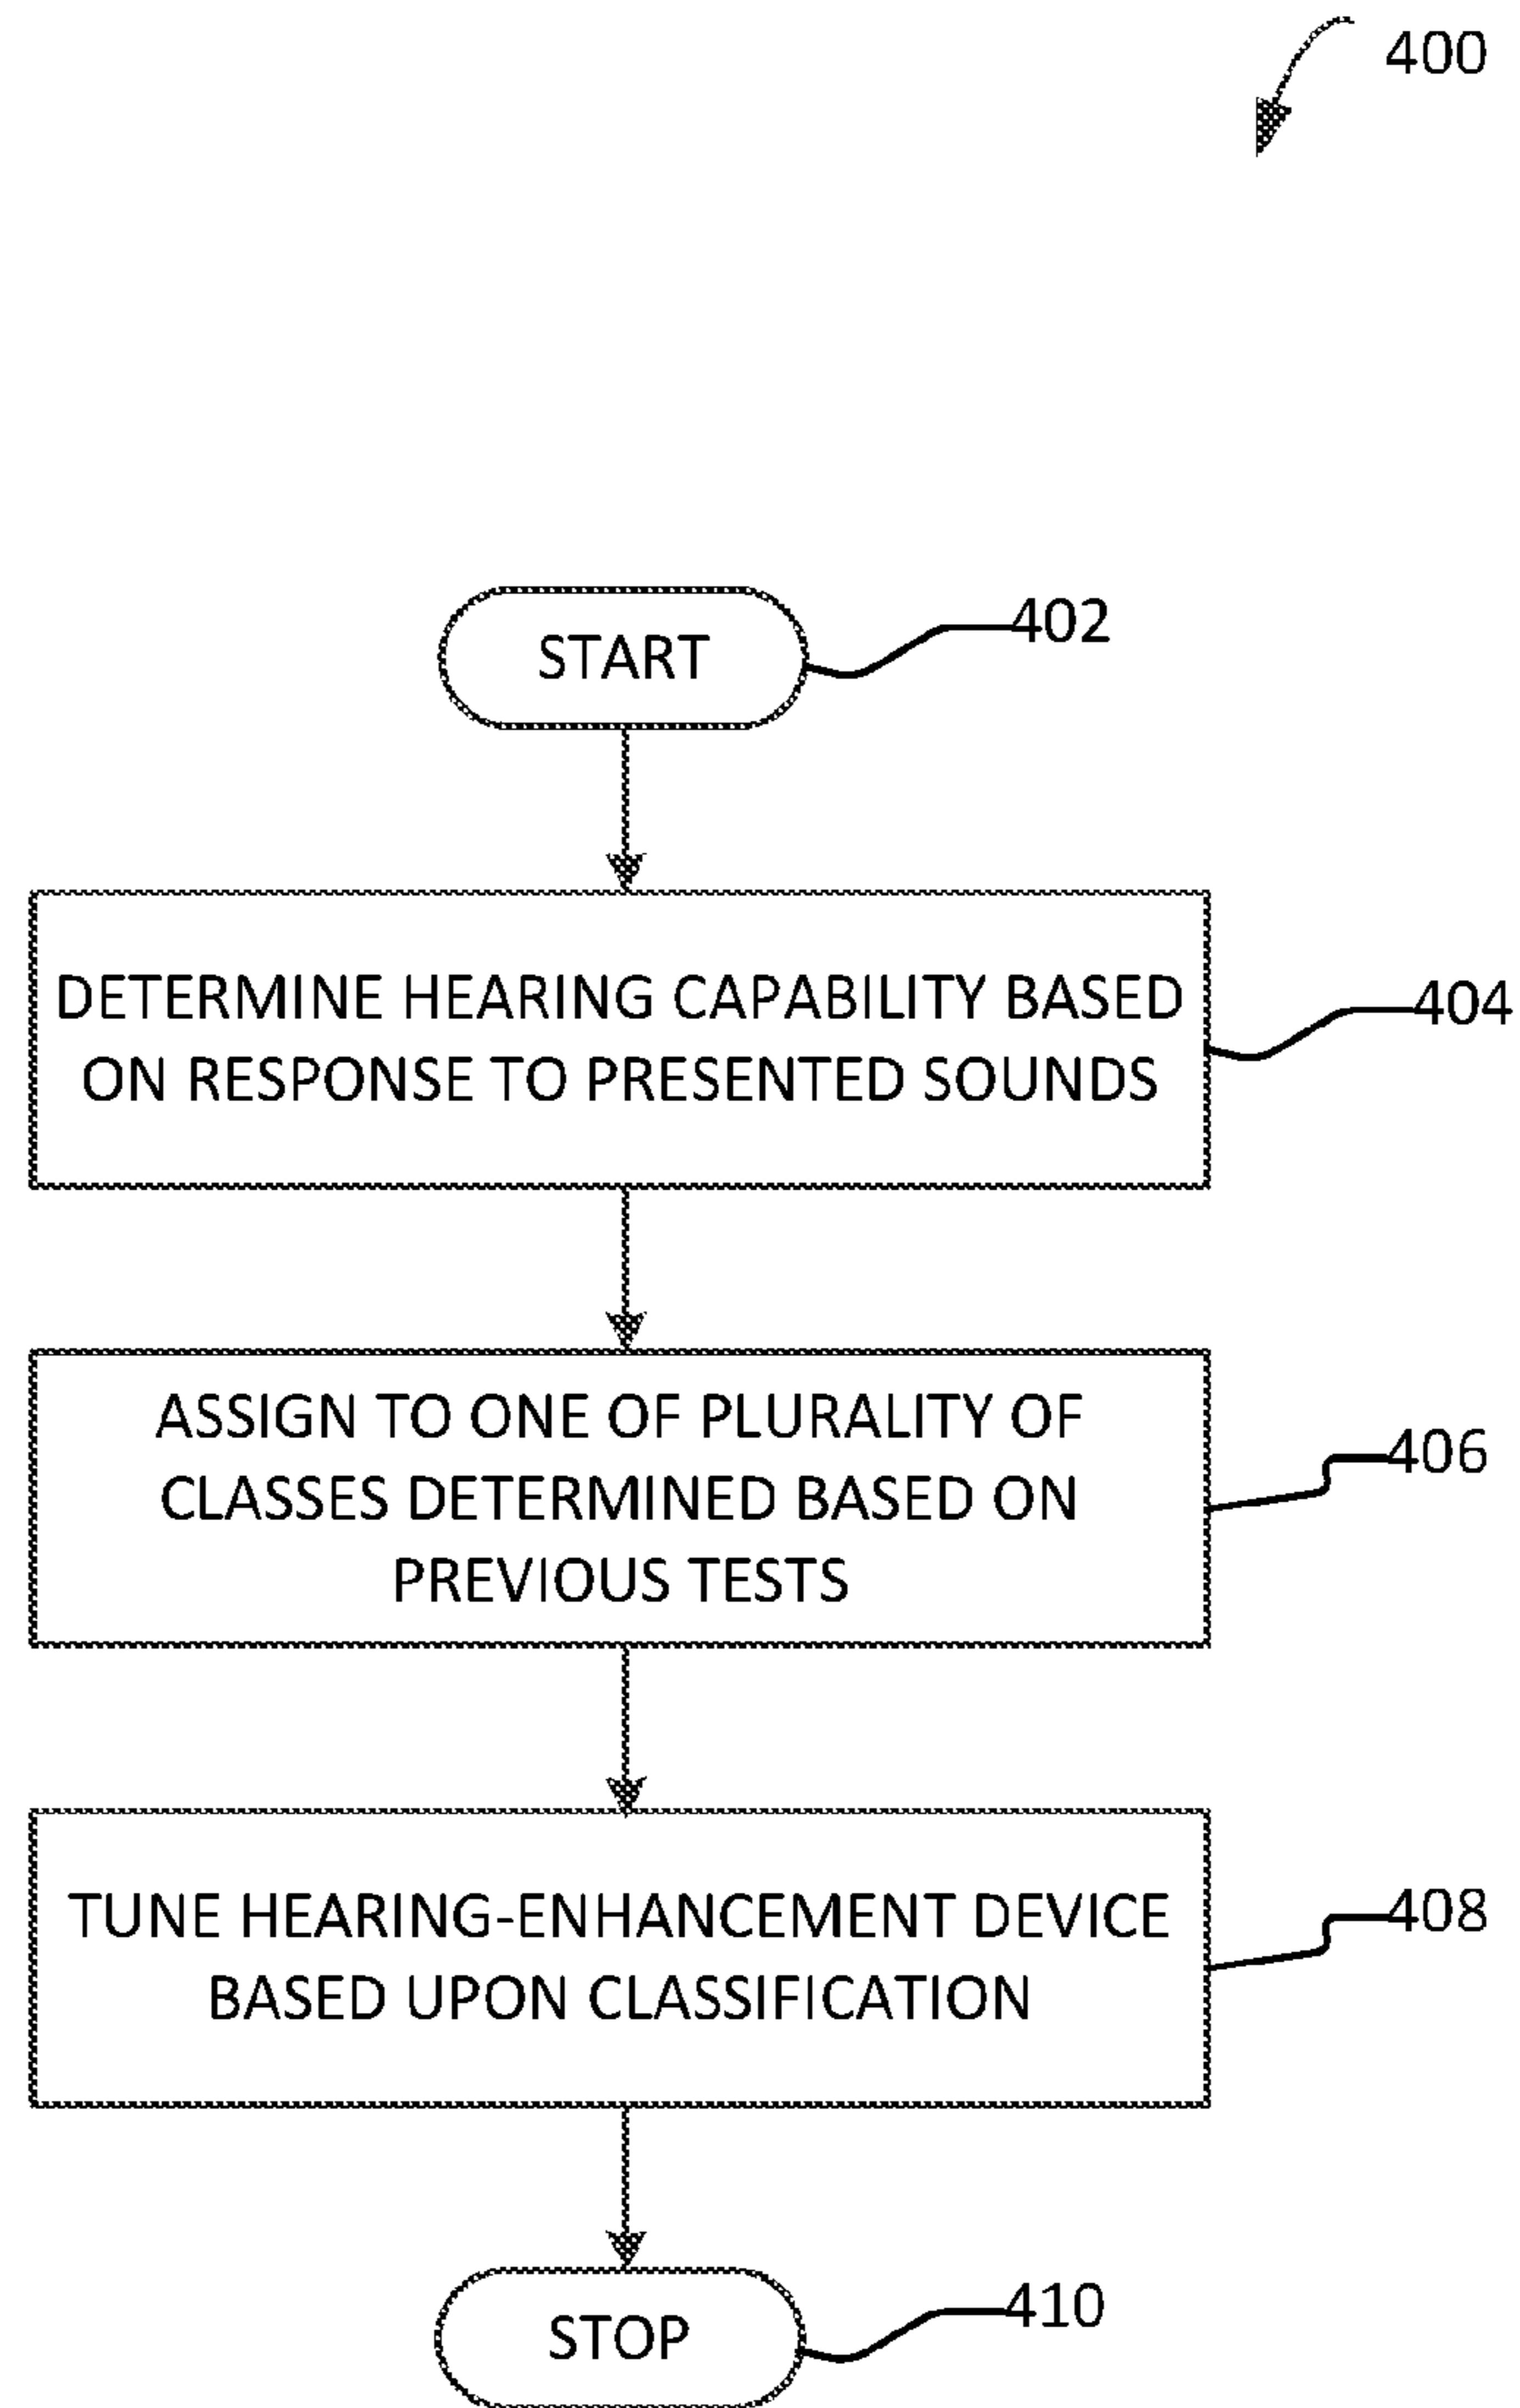 400
START
402
DETERMINE HEARING CAPABILITY BASED
ON RESPONSE TO PRESENTED SOUNDS
404
ASSIGN TO ONE OF PLURALITY OF
CLASSES DETERMINED BASED ON
PREVIOUS TESTS
406
TUNE HEARING-ENHANCEMENT DEVICE
BASED UPON CLASSIFICATION
408
STOP
410